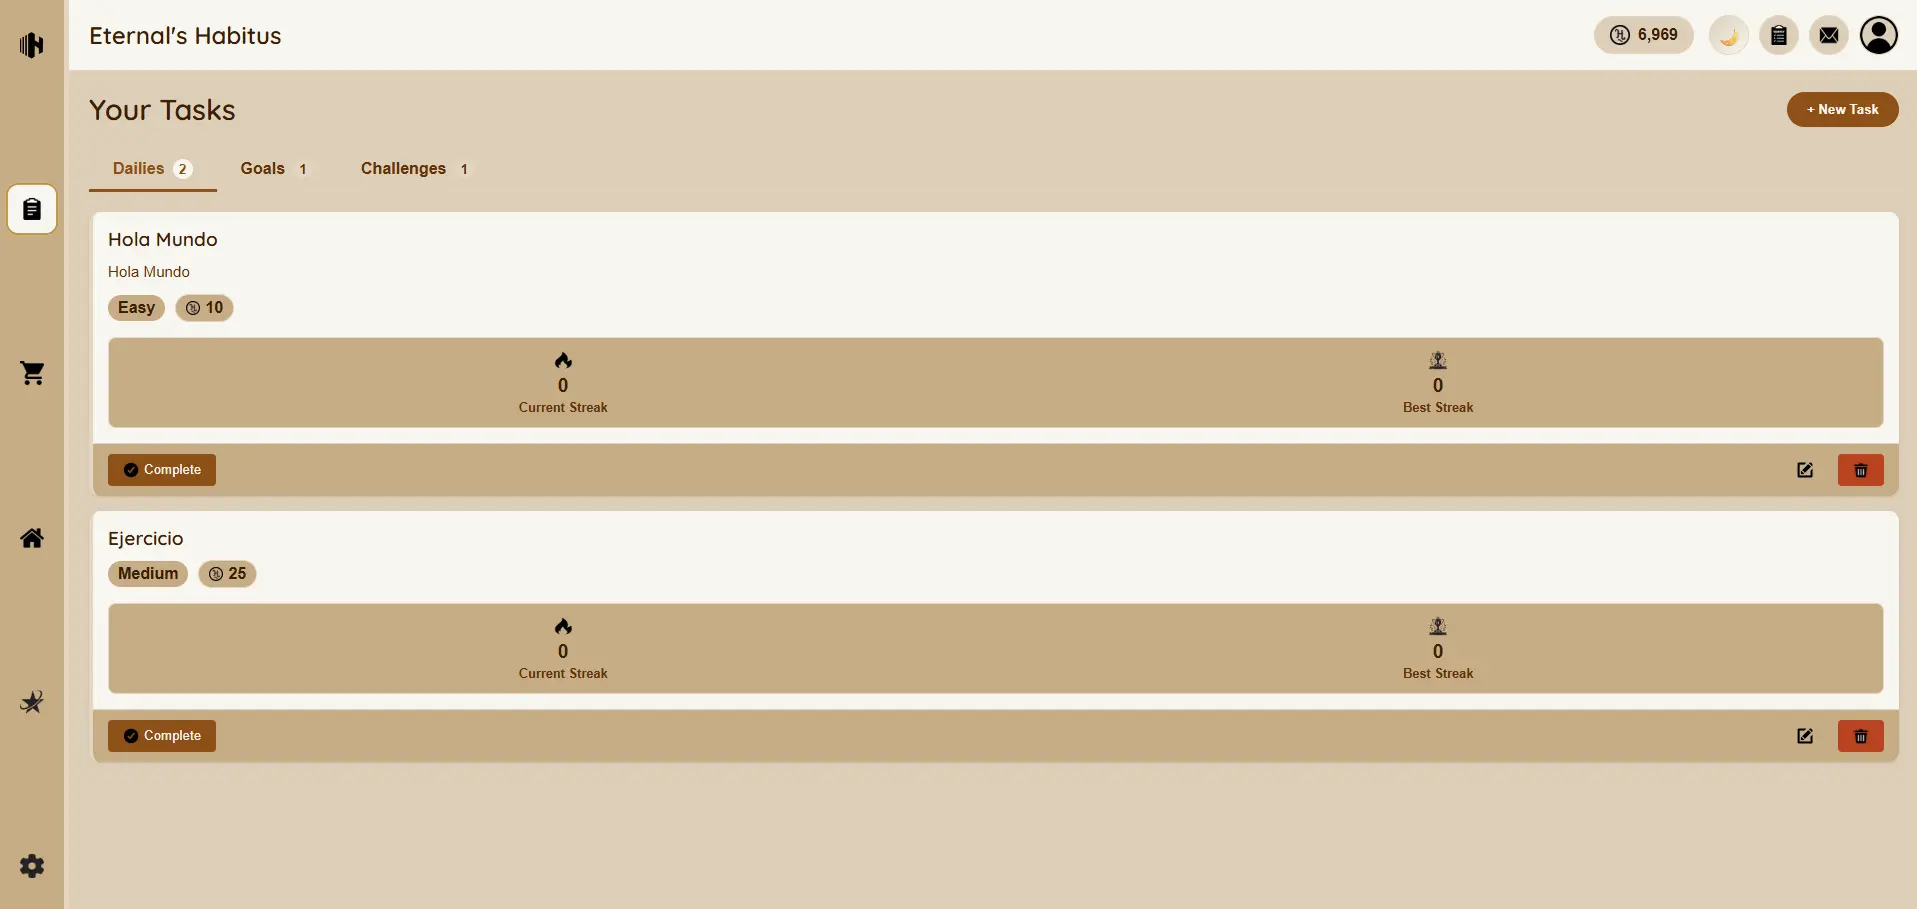 Eternal's Habitus
6,969
Your Tasks
+ New Task
Dailies 2
Goals 1
Challenges 1
Hola Mundo
Hola Mundo
Easy
10
0
Current Streak
0
Best Streak
Complete
Ejercicio
Medium
25
0
Current Streak
0
Best Streak
Complete